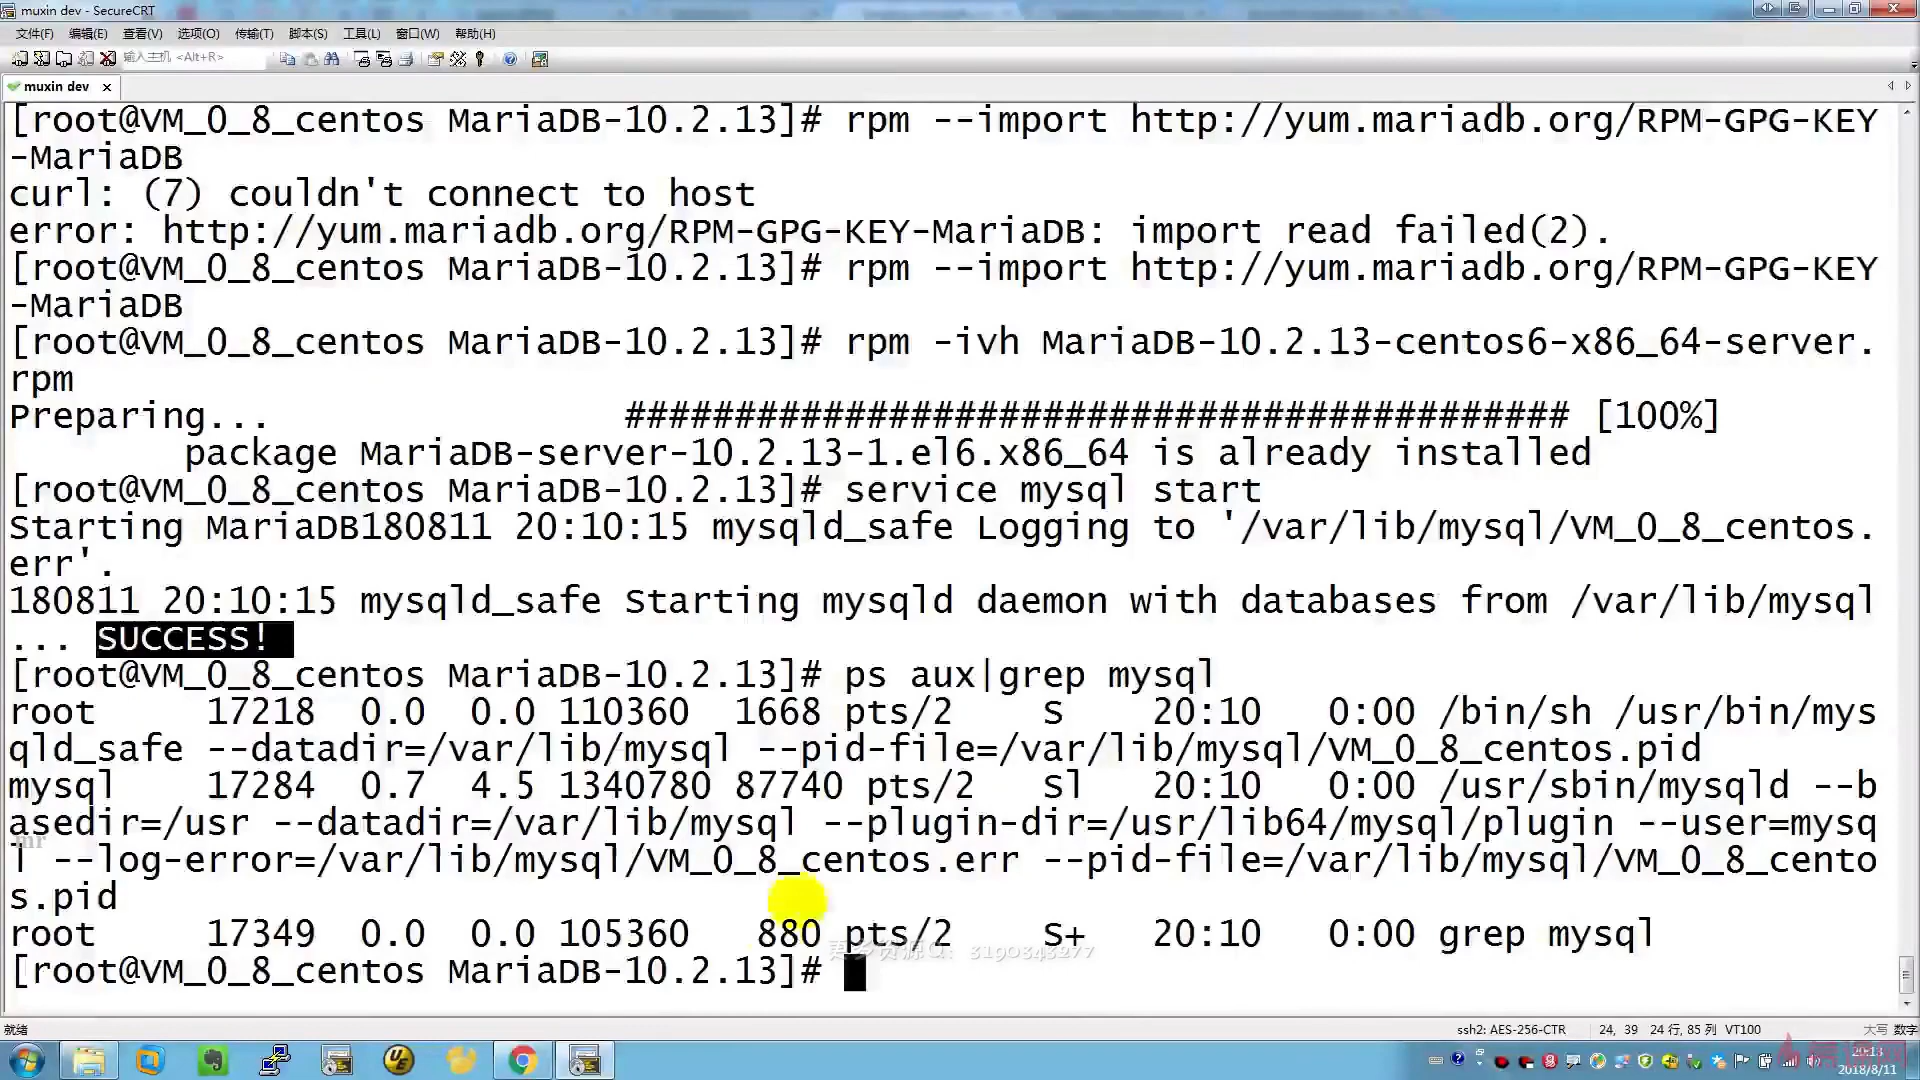 muxin dev - SecureCRT
文件(F) 编辑(E) 查看(V) 选项(O) 传输(T) 脚本(S) 工具(L) 窗口(W) 帮助(H)
输入主机 <Alt+R>
muxin dev
[root@VM_0_8_centos MariaDB-10.2.13]# rpm --import http://yum.mariadb.org/RPM-GPG-KEY
-MariaDB
curl: (7) couldn't connect to host
error: http://yum.mariadb.org/RPM-GPG-KEY-MariaDB: import read failed(2).
[root@VM_0_8_centos MariaDB-10.2.13]# rpm --import http://yum.mariadb.org/RPM-GPG-KEY
-MariaDB
[root@VM_0_8_centos MariaDB-10.2.13]# rpm -ivh MariaDB-10.2.13-centos6-x86_64-server.
rpm
Preparing... ########################################### [100%]
package MariaDB-server-10.2.13-1.el6.x86_64 is already installed
[root@VM_0_8_centos MariaDB-10.2.13]# service mysql start
Starting MariaDB180811 20:10:15 mysqld_safe Logging to '/var/lib/mysql/VM_0_8_centos.
err'.
180811 20:10:15 mysqld_safe Starting mysqld daemon with databases from /var/lib/mysql
... SUCCESS!
[root@VM_0_8_centos MariaDB-10.2.13]# ps aux|grep mysql
root 17218 0.0 0.0 110360 1668 pts/2 S 20:10 0:00 /bin/sh /usr/bin/mys
qld_safe --datadir=/var/lib/mysql --pid-file=/var/lib/mysql/VM_0_8_centos.pid
mysql 17284 0.7 4.5 1340780 87740 pts/2 Sl 20:10 0:00 /usr/sbin/mysqld --b
asedir=/usr --datadir=/var/lib/mysql --plugin-dir=/usr/lib64/mysql/plugin --user=mysq
l --log-error=/var/lib/mysql/VM_0_8_centos.err --pid-file=/var/lib/mysql/VM_0_8_cento
s.pid
root 17349 0.0 0.0 105360 880 pts/2 S+ 20:10 0:00 grep mysql
更多资源Q: 3190343277
[root@VM_0_8_centos MariaDB-10.2.13]#
mr
就绪 ssh2: AES-256-CTR 24, 39 24 行, 85 列 VT100 大写 数字
20:13
2018/8/11